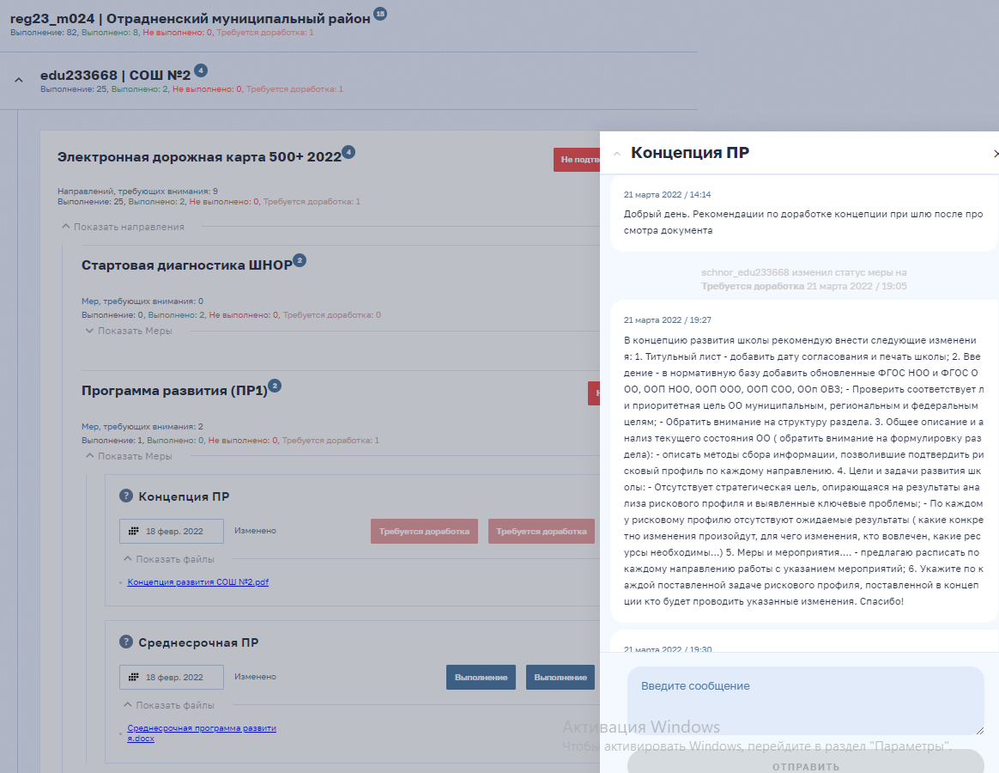 reg23_m024 | Отрадненский муниципальный район 15
Выполнение: 82, Выполнено: 8, Не выполнено: 0, Требуется доработка: 1
edu233668 | СОШ №2 4
Выполнение: 25, Выполнено: 2, Не выполнено: 0, Требуется доработка: 1
Электронная дорожная карта 500+ 2022 4
Не подтв
Направлений, требующих внимания: 9
Выполнение: 25, Выполнено: 2, Не выполнено: 0, Требуется доработка: 1
Показать направления
Стартовая диагностика ШНОР 2
Мер, требующих внимания: 0
Выполнение: 0, Выполнено: 2, Не выполнено: 0, Требуется доработка: 0
Показать Меры
Программа развития (ПР1) 2
Мер, требующих внимания: 2
Выполнение: 1, Выполнено: 0, Не выполнено: 0, Требуется доработка: 1
Показать Меры
? Концепция ПР
18 февр. 2022 Изменено Требуется доработка Требуется доработка
Показать файлы
Концепция развития СОШ №2.pdf
? Среднесрочная ПР
18 февр. 2022 Изменено Выполнение Выполнение
Показать файлы
Среднесрочная программа развити
я.docx
Концепция ПР
21 марта 2022 / 14:14
Добрый день. Рекомендации по доработке концепции при шлю после про
смотра документа
schnor_edu233668 изменил статус меры на
Требуется доработка 21 марта 2022 / 19:05
21 марта 2022 / 19:27
В концепцию развития школы рекомендую внести следующие изменени
я: 1. Титульный лист - добавить дату согласования и печать школы; 2. Вве
дение - в нормативную базу добавить обновленные ФГОС НОО и ФГОС О
ОО, ООП НОО, ООП ООО, ООП СОО, ООп ОВЗ; - Проверить соответствует л
и приоритетная цель ОО муниципальным, региональным и федеральным
целям; - Обратить внимание на структуру раздела. 3. Общее описание и а
нализ текущего состояния ОО ( обратить внимание на формулировку раз
дела): - описать методы сбора информации, позволившие подтвердить ри
сковый профиль по каждому направлению. 4. Цели и задачи развития шк
олы: - Отсутствует стратегическая цель, опирающаяся на результаты ана
лиза рискового профиля и выявленные ключевые проблемы; - По каждом
у рисковому профилю отсутствуют ожидаемые результаты ( какие конкре
тно изменения произойдут, для чего изменения, кто вовлечен, какие рес
урсы необходимы...) 5. Меры и мероприятия.... - предлагаю расписать по
каждому направлению работы с указанием мероприятий; 6. Укажите по к
аждой поставленной задаче рискового профиля, поставленной в концеп
ции кто будет проводить указанные изменения. Спасибо!
21 марта 2022 / 19:30
Введите сообщение
Активация Windows
Чтобы активировать Windows, перейдите в раздел "Параметры".
ОТПРАВИТЬ